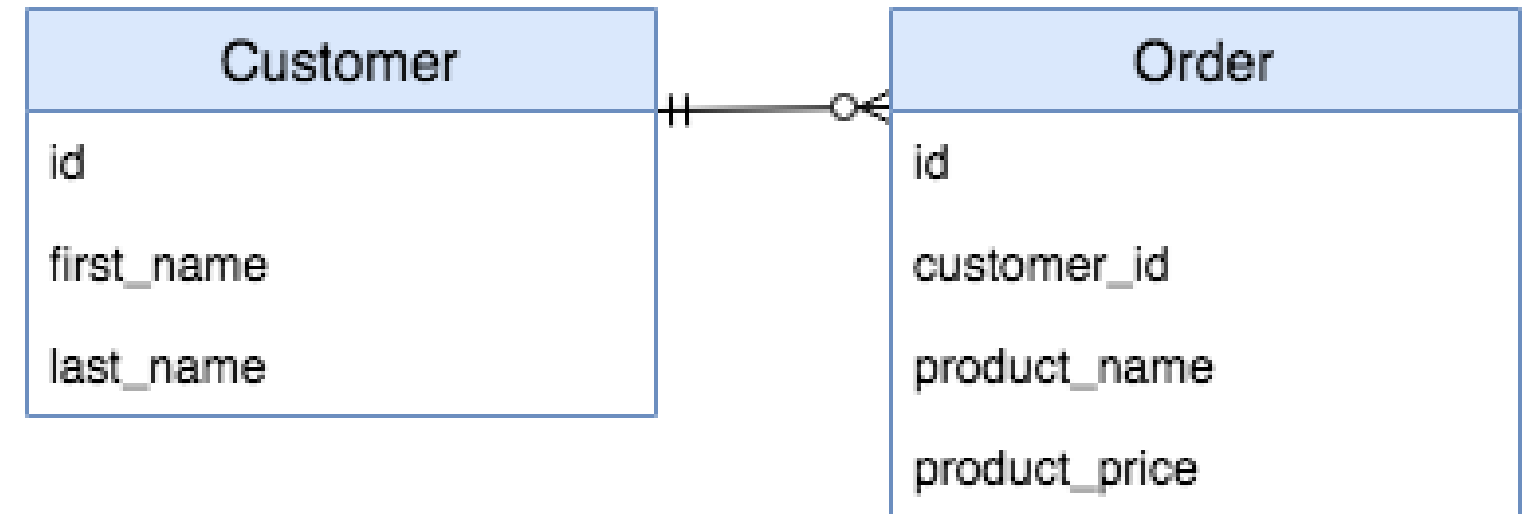 Customer
id
first_name
last_name
Order
id
customer_id
product_name
product_price